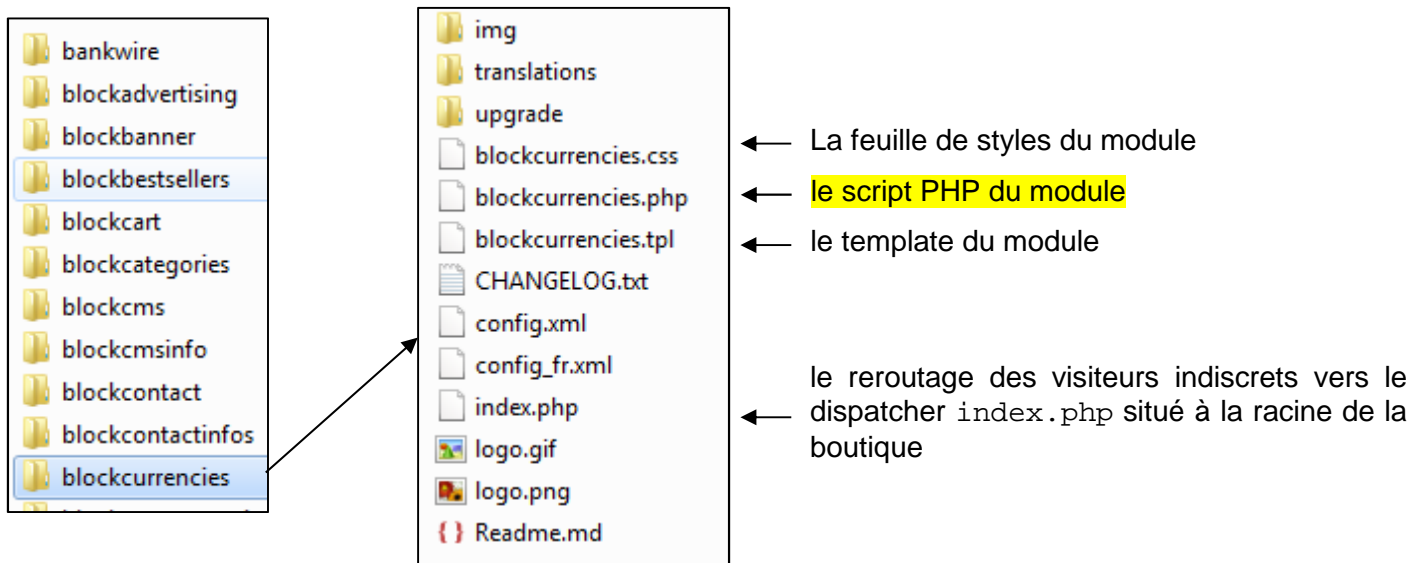 bankwire
blockadvertising
blockbanner
blockbestsellers
blockcart
blockcategories
blockcms
blockcmsinfo
blockcontact
blockcontactinfos
blockcurrencies
img
translations
upgrade
blockcurrencies.css
blockcurrencies.php
blockcurrencies.tpl
CHANGELOG.txt
config.xml
config_fr.xml
index.php
logo.gif
logo.png
Readme.md
La feuille de styles du module
le script PHP du module
le template du module
le reroutage des visiteurs indiscrets vers le
dispatcher index.php situé à la racine de la
boutique